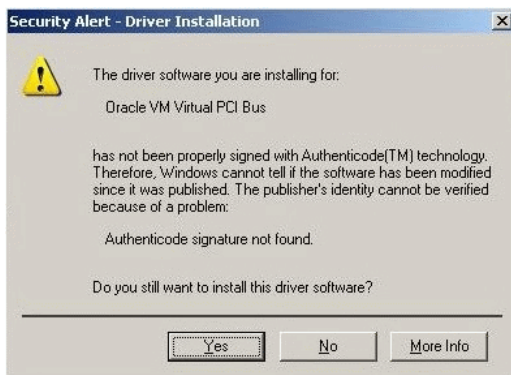 Security Alert - Driver Installation
The driver software you are installing for:
Oracle VM Virtual PCI Bus
has not been properly signed with Authenticode(TM) technology.
Therefore, Windows cannot tell if the software has been modified
since it was published. The publisher's identity cannot be verified
because of a problem:
Authenticode signature not found.
Do you still want to install this driver software?
Yes
No
More Info